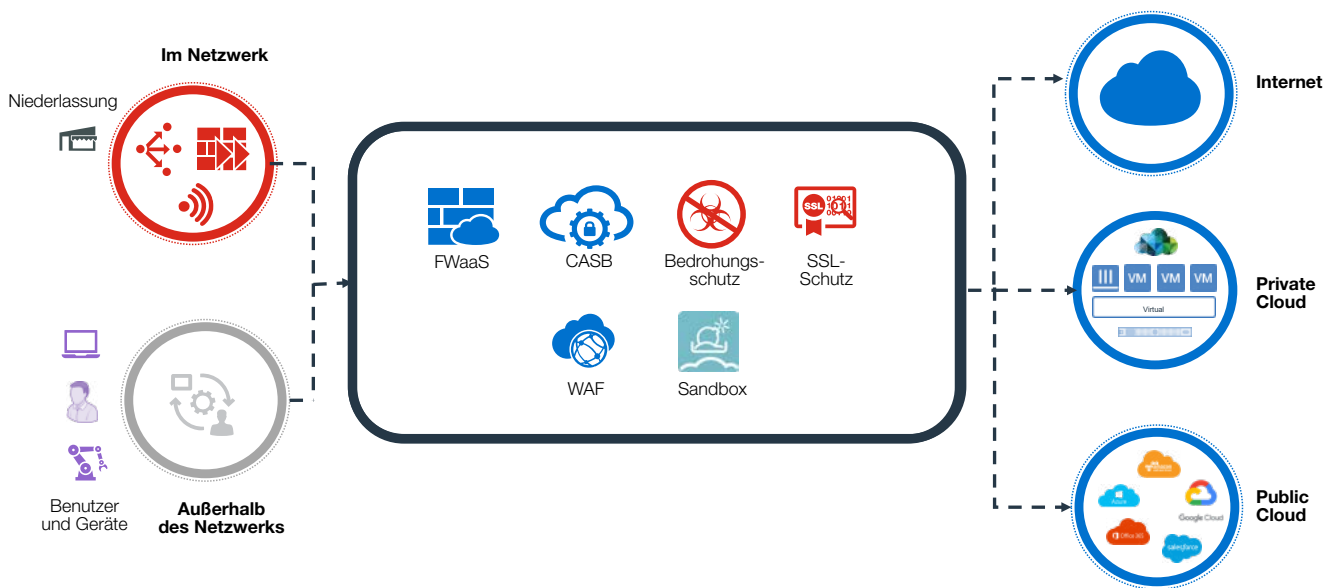 Im Netzwerk
Niederlassung
Benutzer
und Geräte
Außerhalb
des Netzwerks
FWaaS
CASB
Bedrohungs-
schutz
SSL
SSL-
Schutz
WAF
Sandbox
Internet
VM VM VM
Virtual
Private
Cloud
Azure
Google Cloud
Office 365
salesforce
Public
Cloud